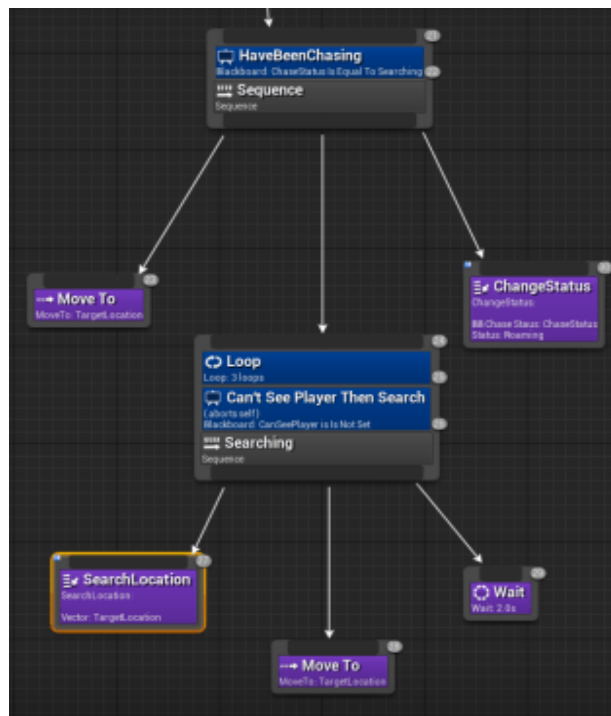 HaveBeenChasing
Blackboard: ChaseStatus Is Equal To Searching
Sequence
Sequence
Move To
MoveTo: TargetLocation
ChangeStatus
ChangeStatus:
BB Chase Staus: ChaseStatus
Status: Roaming
Loop
Loop: 3 loops
Can't See Player Then Search
( aborts self )
Blackboard: CanSeePlayer is Is Not Set
Searching
Sequence
SearchLocation
SearchLocation:
Vector: TargetLocation
Wait
Wait: 2.0s
Move To
MoveTo: TargetLocation